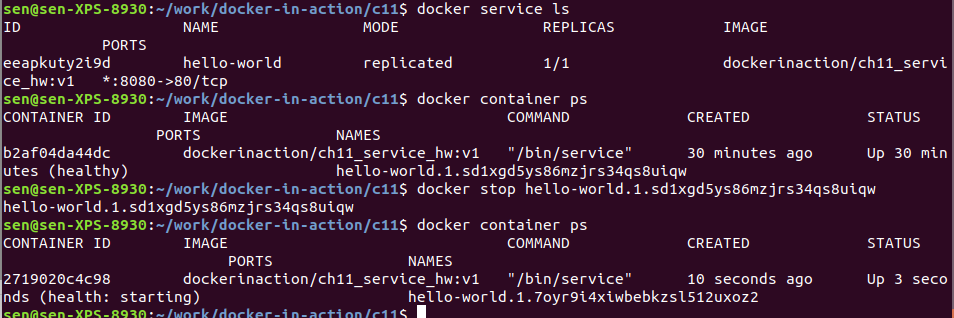 sen@sen-XPS-8930:~/work/docker-in-action/c11$ docker service ls
ID                  NAME                MODE                REPLICAS            IMAGE
            PORTS
eeapkuty2i9d        hello-world         replicated          1/1                 dockerinaction/ch11_servi
ce_hw:v1   *:8080->80/tcp
sen@sen-XPS-8930:~/work/docker-in-action/c11$ docker container ps
CONTAINER ID        IMAGE                               COMMAND             CREATED             STATUS
                  PORTS               NAMES
b2af04da44dc        dockerinaction/ch11_service_hw:v1   "/bin/service"      30 minutes ago      Up 30 min
utes (healthy)                        hello-world.1.sd1xgd5ys86mzjrs34qs8uiqw
sen@sen-XPS-8930:~/work/docker-in-action/c11$ docker stop hello-world.1.sd1xgd5ys86mzjrs34qs8uiqw
hello-world.1.sd1xgd5ys86mzjrs34qs8uiqw
sen@sen-XPS-8930:~/work/docker-in-action/c11$ docker container ps
CONTAINER ID        IMAGE                               COMMAND             CREATED             STATUS
                           PORTS               NAMES
2719020c4c98        dockerinaction/ch11_service_hw:v1   "/bin/service"      10 seconds ago      Up 3 seco
nds (health: starting)                         hello-world.1.7oyr9i4xiwbebkzsl512uxoz2
sen@sen-XPS-8930:~/work/docker-in-action/c11$